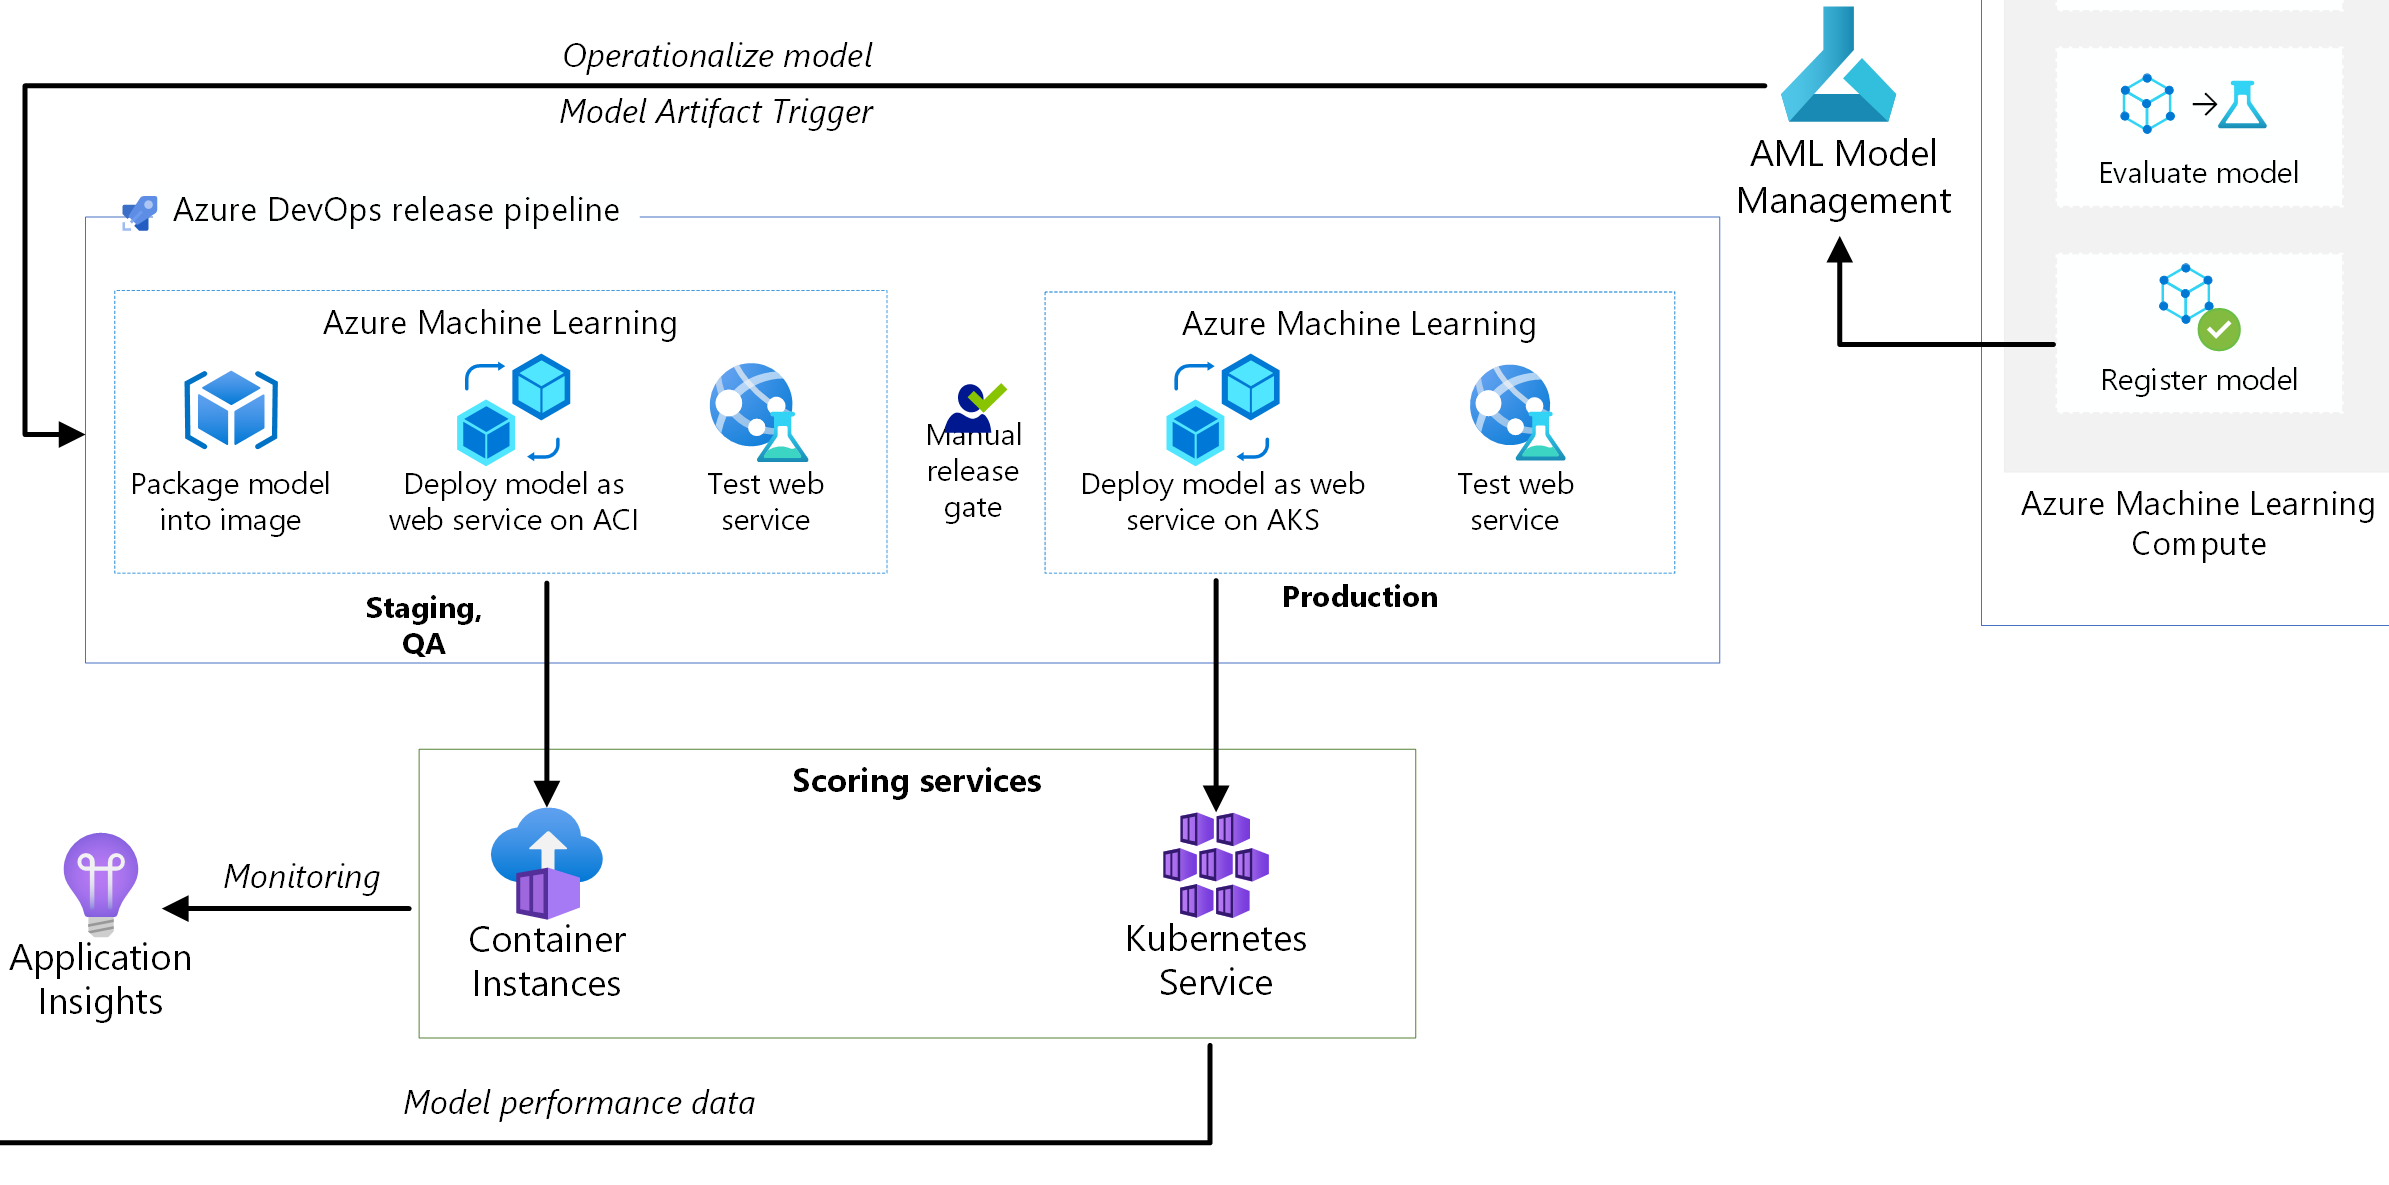 Operationalize model
Model Artifact Trigger
AML Model
Management
Evaluate model
Register model
Azure Machine Learning
Compute
Azure DevOps release pipeline
Azure Machine Learning
Package model
into image
Deploy model as
web service on ACI
Test web
service
Manual
release
gate
Azure Machine Learning
Deploy model as web
service on AKS
Test web
service
Staging,
QA
Production
Scoring services
Container
Instances
Kubernetes
Service
Monitoring
Application
Insights
Model performance data